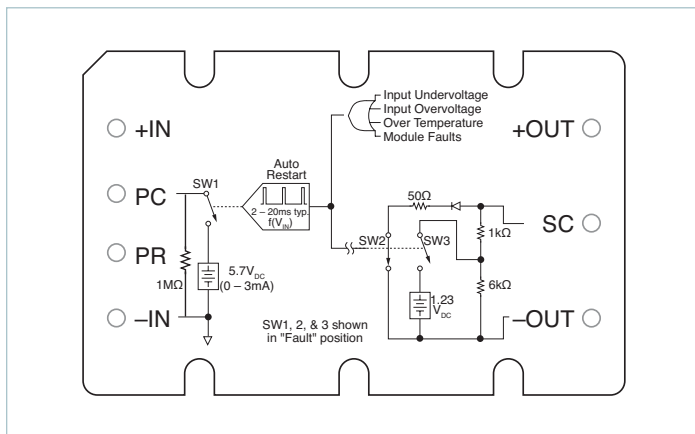 Input Undervoltage
Input Overvoltage
Over Temperature
Module Faults
+IN
+OUT
Auto
Restart
SW1
PC
2 – 20ms typ.
f(VIN)
50Ω
SC
1kΩ
SW2
SW3
PR
5.7VDC
(0 – 3mA)
1MΩ
6kΩ
1.23
VDC
–IN
–OUT
SW1, 2, & 3 shown
in "Fault" position